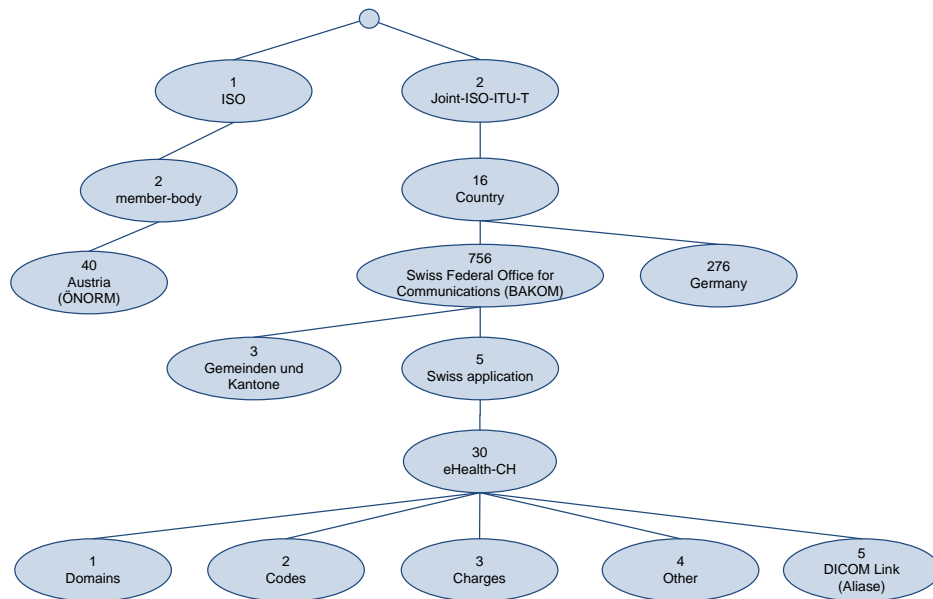 1
ISO
2
Joint-ISO-ITU-T
2
member-body
16
Country
40
Austria
(ÖNORM)
756
Swiss Federal Office for
Communications (BAKOM)
276
Germany
3
Gemeinden und
Kantone
5
Swiss application
30
eHealth-CH
1
Domains
2
Codes
3
Charges
4
Other
5
DICOM Link
(Aliase)